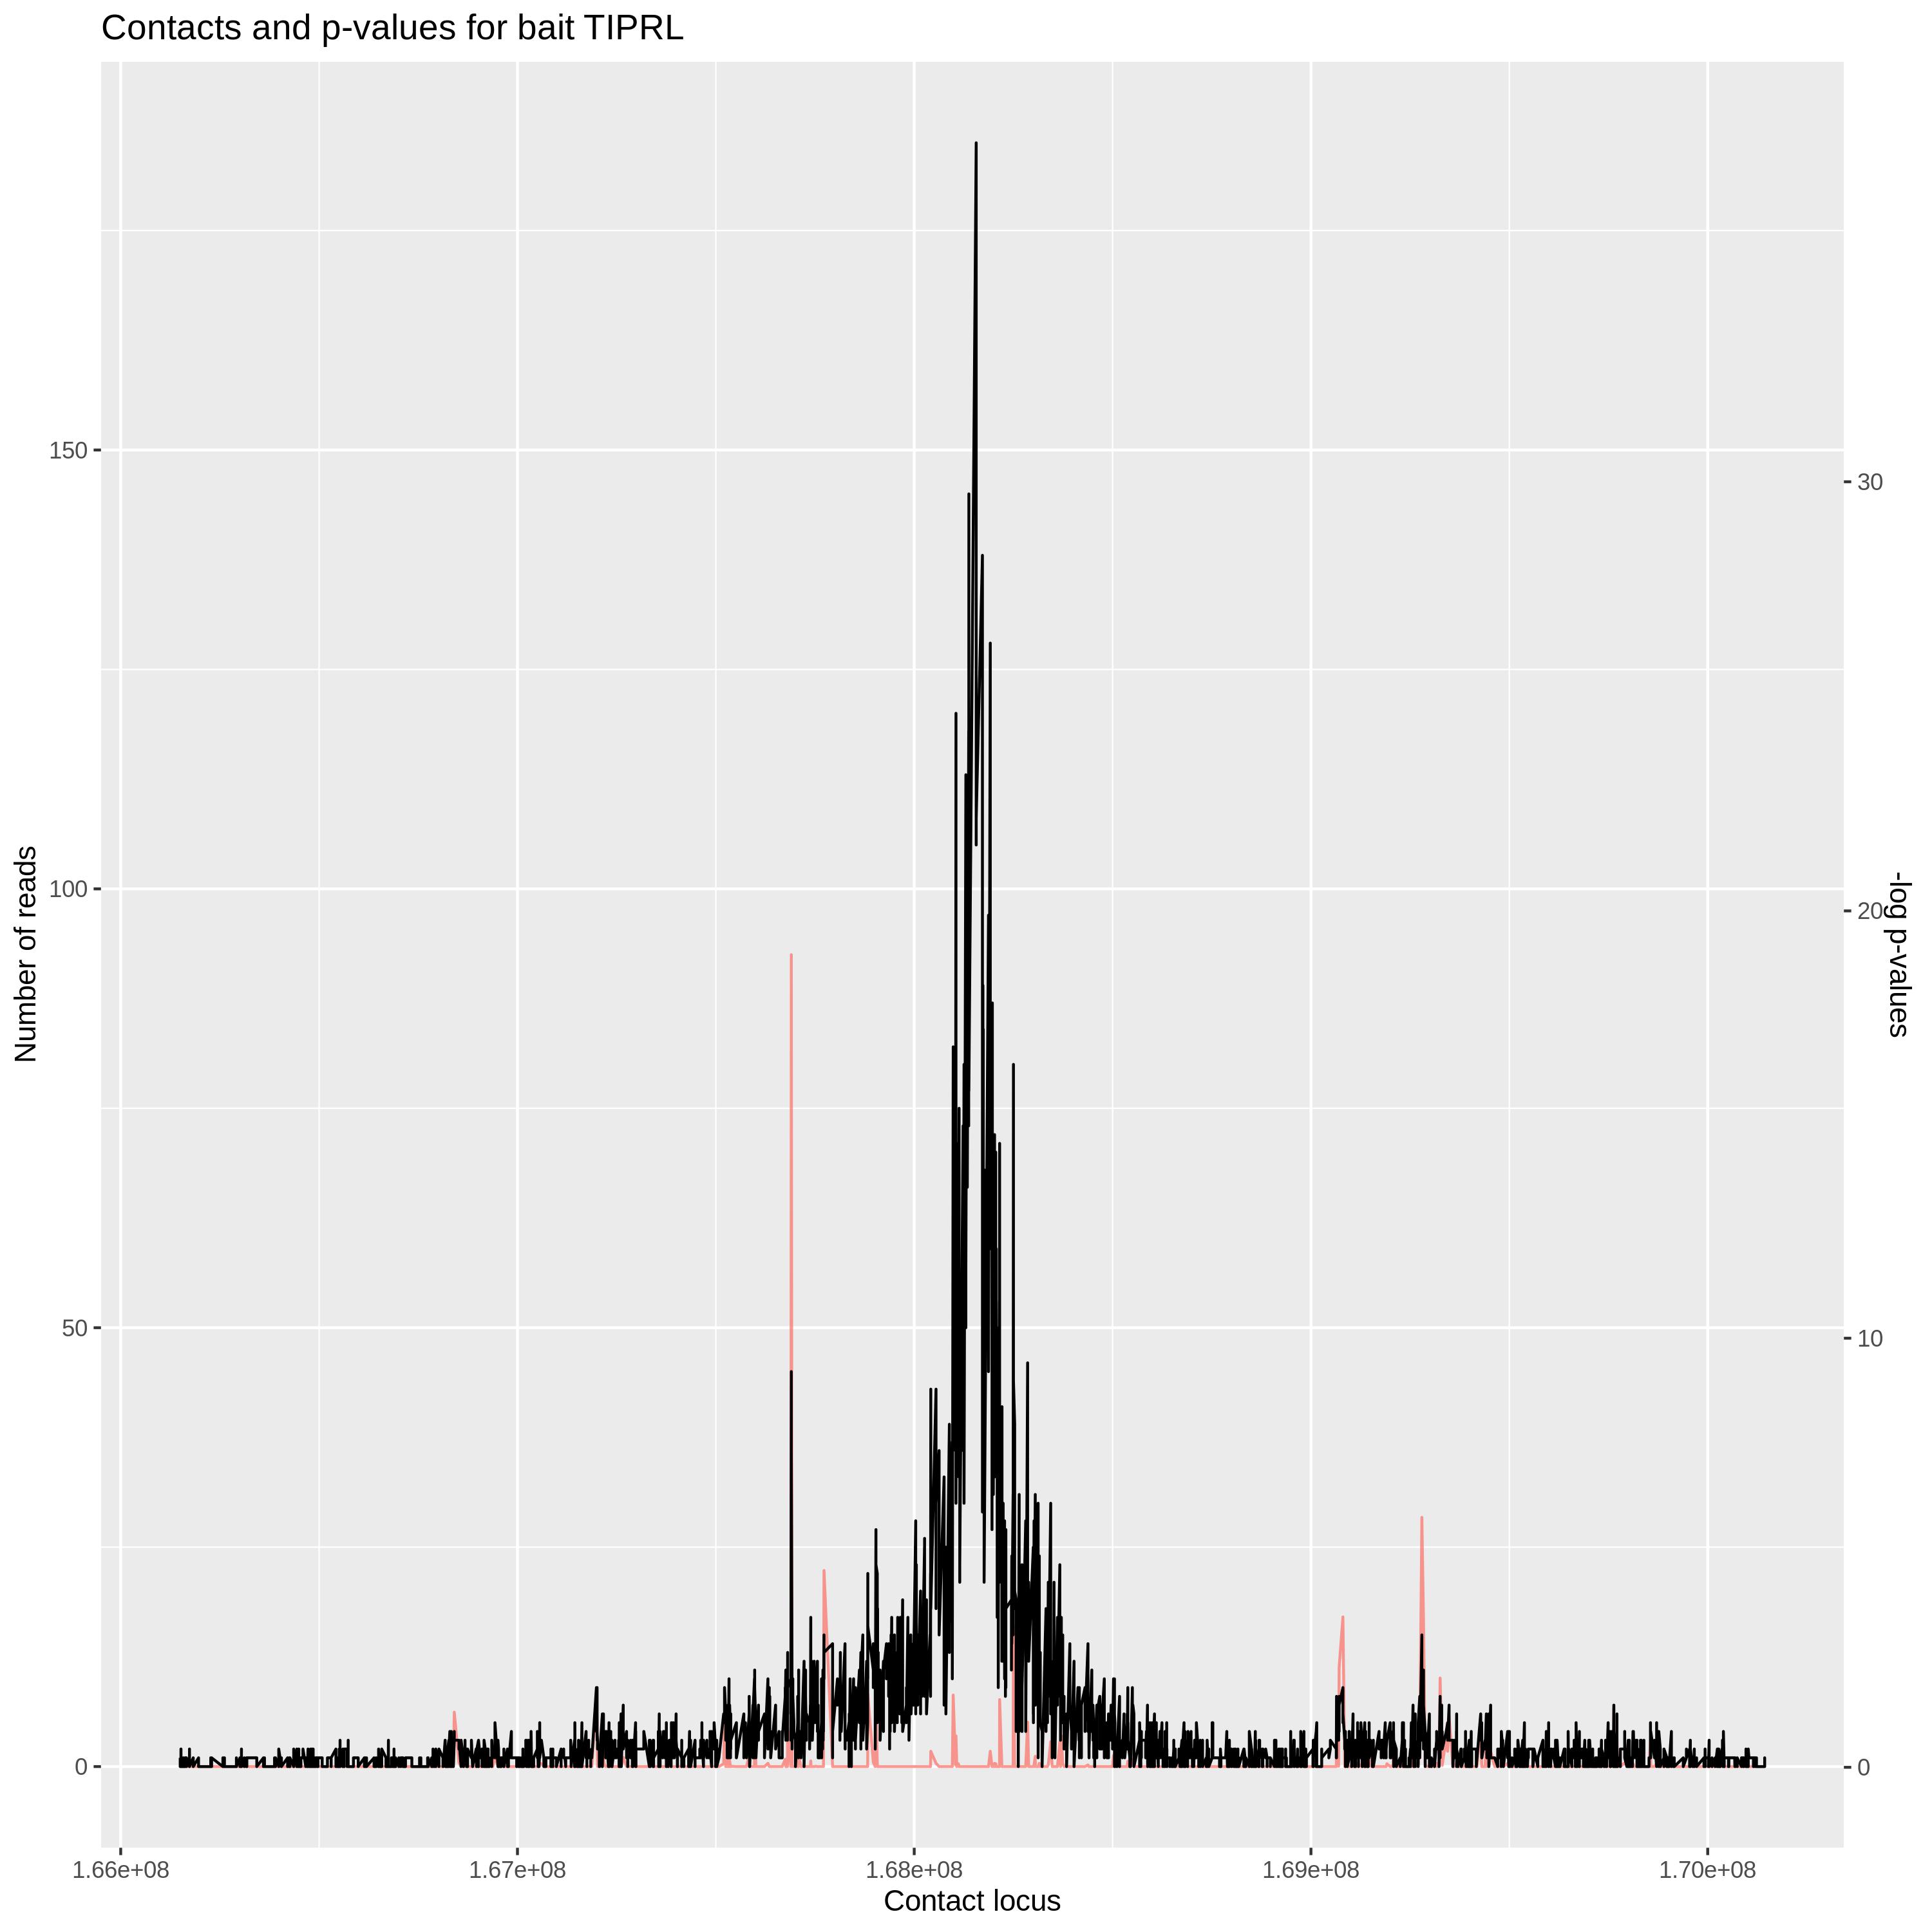 Contacts and p-values for bait TIPRL
Number of reads
150
100
50
0
30
20
10
0
-log p-values
1.66e+08
1.67e+08
1.68e+08
1.69e+08
1.70e+08
Contact locus